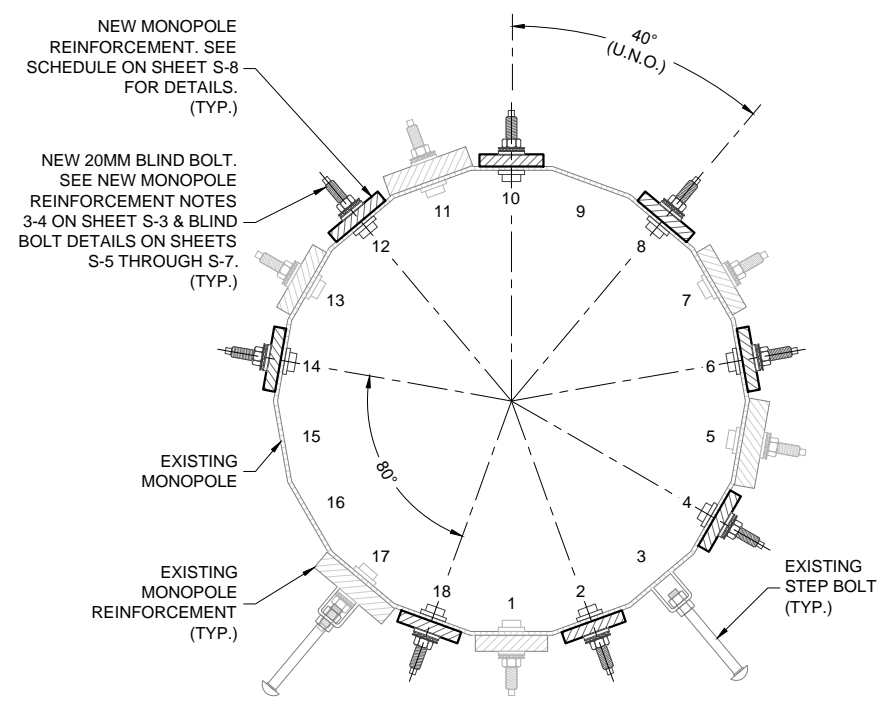 NEW MONOPOLE
REINFORCEMENT. SEE
SCHEDULE ON SHEET S-8
FOR DETAILS.
(TYP.)
40°
(U.N.O.)
NEW 20MM BLIND BOLT.
SEE NEW MONOPOLE
REINFORCEMENT NOTES
3-4 ON SHEET S-3 & BLIND
BOLT DETAILS ON SHEETS
S-5 THROUGH S-7.
(TYP.)
11
10
9
12
8
13
7
14
6
15
5
EXISTING
MONOPOLE
80°
16
4
17
3
EXISTING
MONOPOLE
REINFORCEMENT
(TYP.)
18
1
2
EXISTING
STEP BOLT
(TYP.)